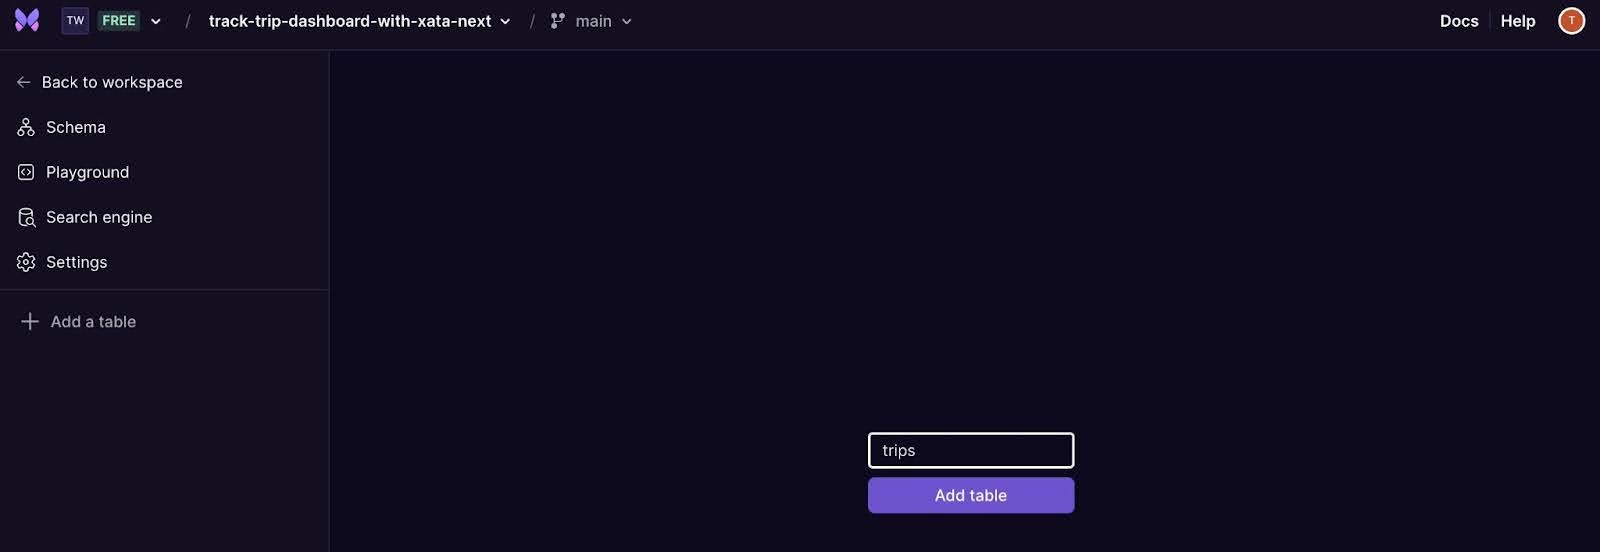 TW FREE / track-trip-dashboard-with-xata-next / main Docs Help T
Back to workspace
Schema
Playground
Search engine
Settings
Add a table
trips
Add table